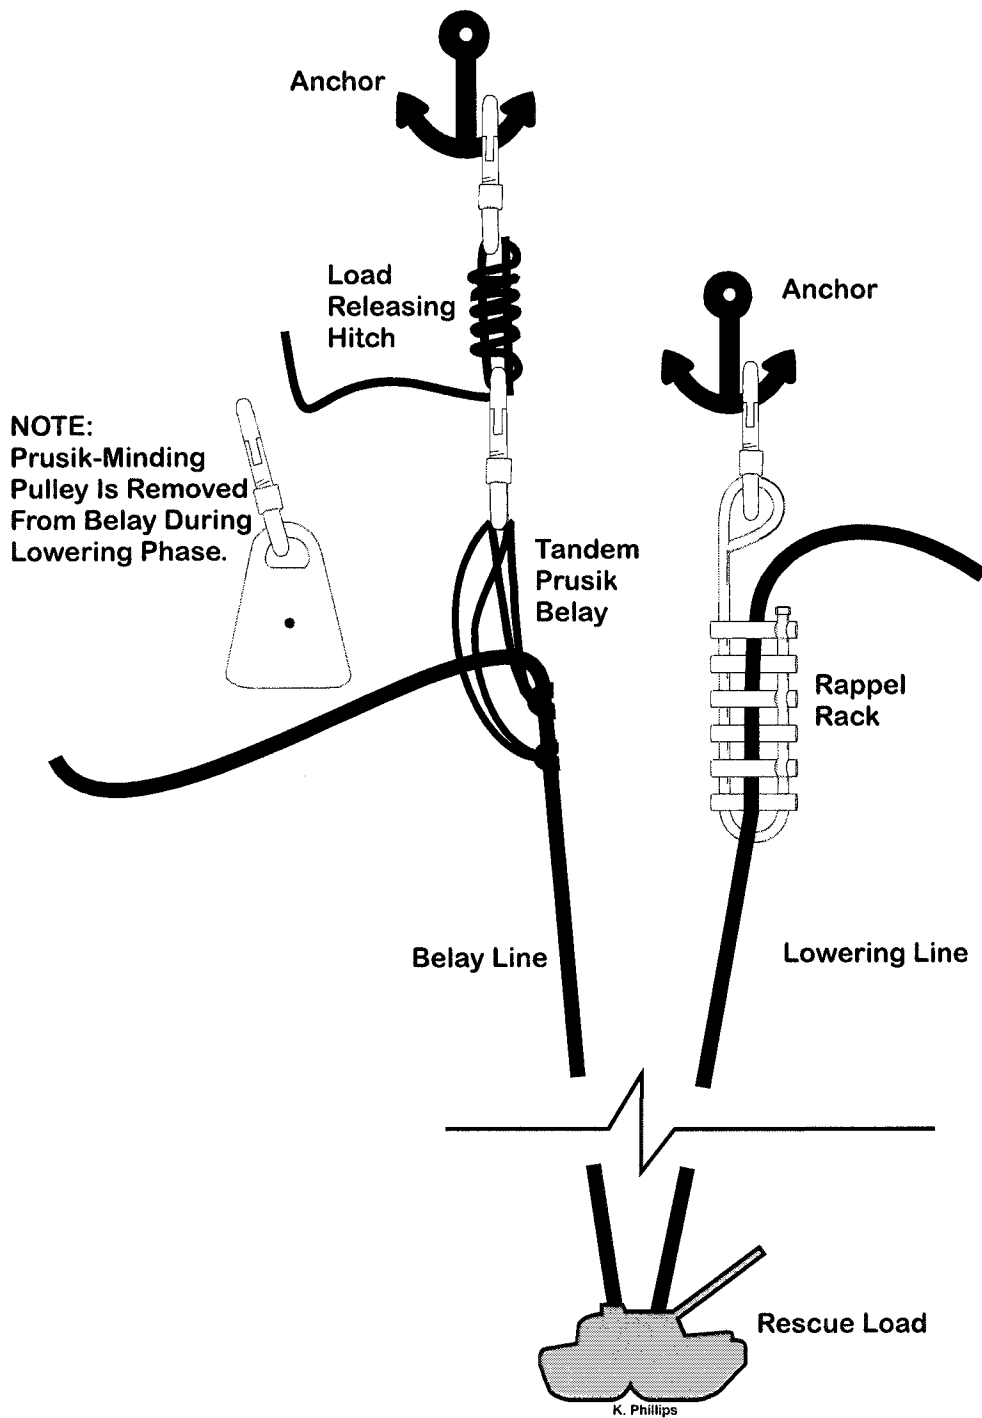 Anchor
Load
Releasing
Hitch
Anchor
NOTE:
Prusik-Minding
Pulley Is Removed
From Belay During
Lowering Phase.
Tandem
Prusik
Belay
Rappel
Rack
Belay Line
Lowering Line
Rescue Load
K. Phillips